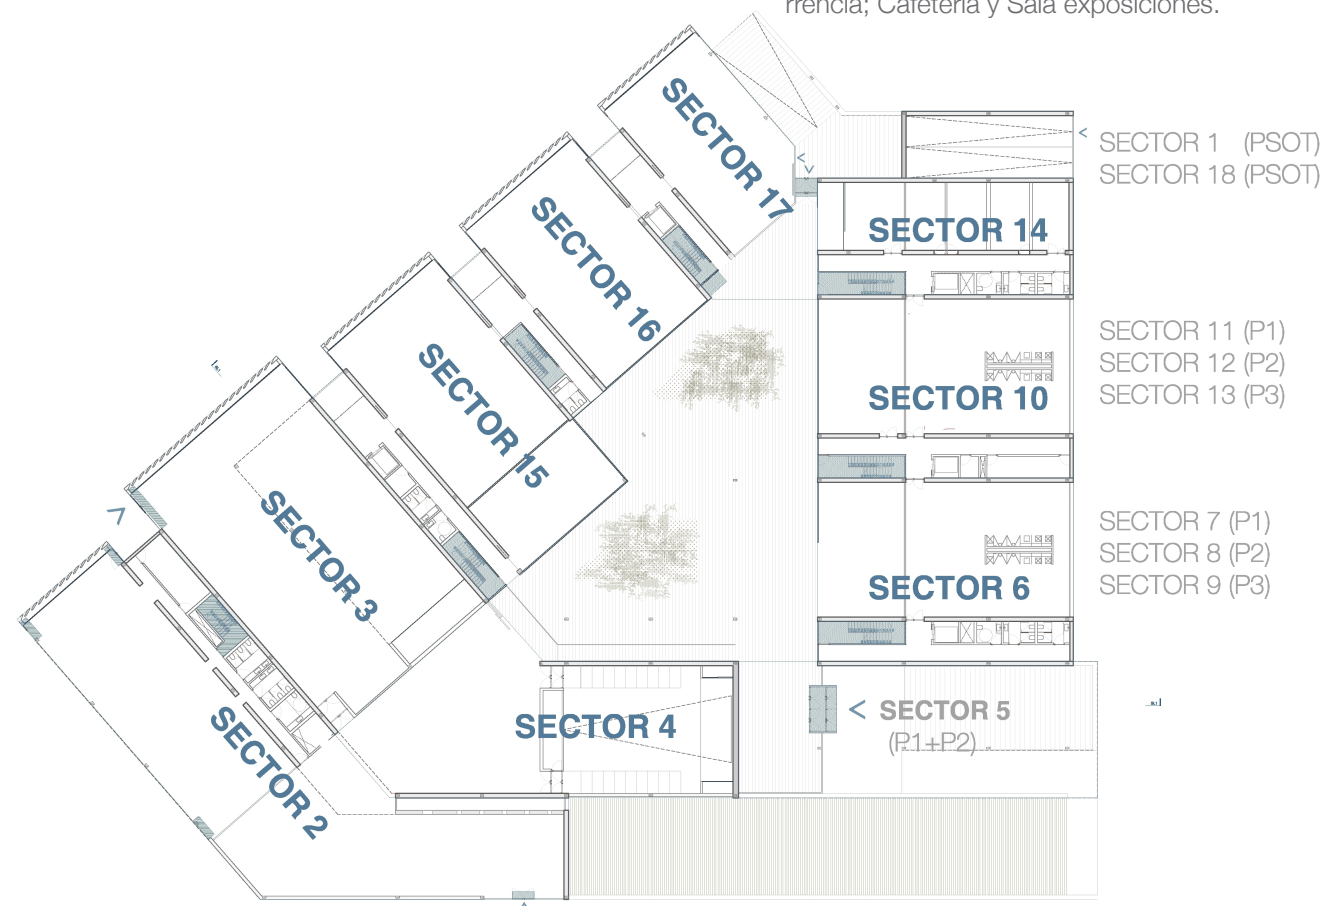 rrencia; Cafetería y Sala exposiciones.
SECTOR 17
SECTOR 1 (PSOT)
SECTOR 18 (PSOT)
SECTOR 14
SECTOR 16
SECTOR 11 (P1)
SECTOR 12 (P2)
SECTOR 13 (P3)
SECTOR 10
SECTOR 15
SECTOR 3
SECTOR 7 (P1)
SECTOR 8 (P2)
SECTOR 9 (P3)
SECTOR 6
SECTOR 4
SECTOR 5
(P1+P2)
SECTOR 2